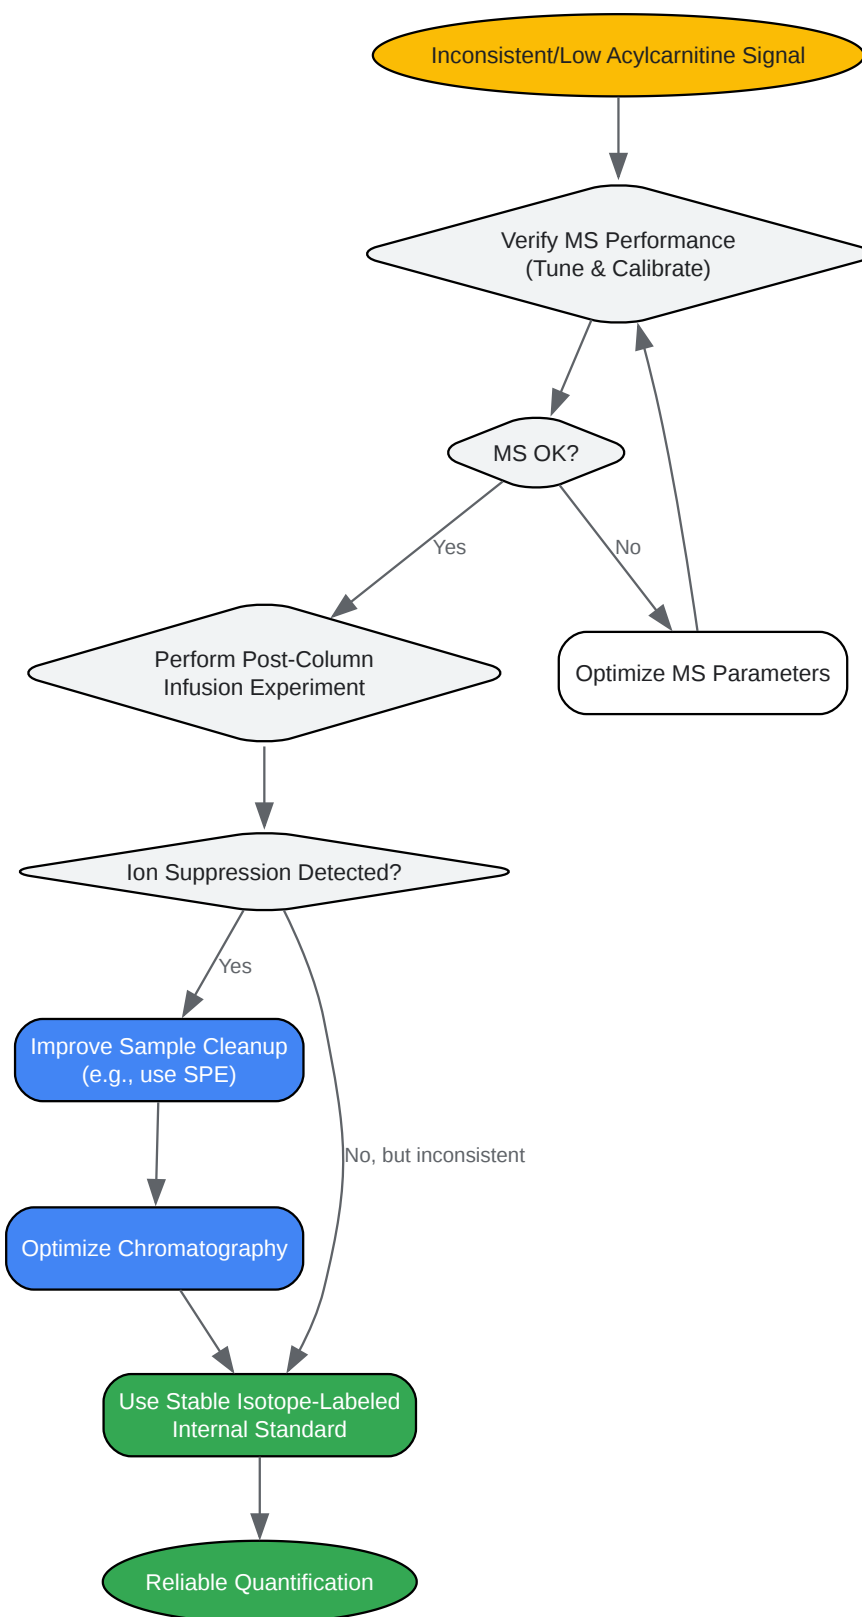 Inconsistent/Low Acylcarnitine Signal
Verify MS Performance
(Tune & Calibrate)
MS OK?
Yes
No
Perform Post-Column
Infusion Experiment
Optimize MS Parameters
Ion Suppression Detected?
Yes
Improve Sample Cleanup
(e.g., use SPE)
No, but inconsistent
Optimize Chromatography
Use Stable Isotope-Labeled
Internal Standard
Reliable Quantification